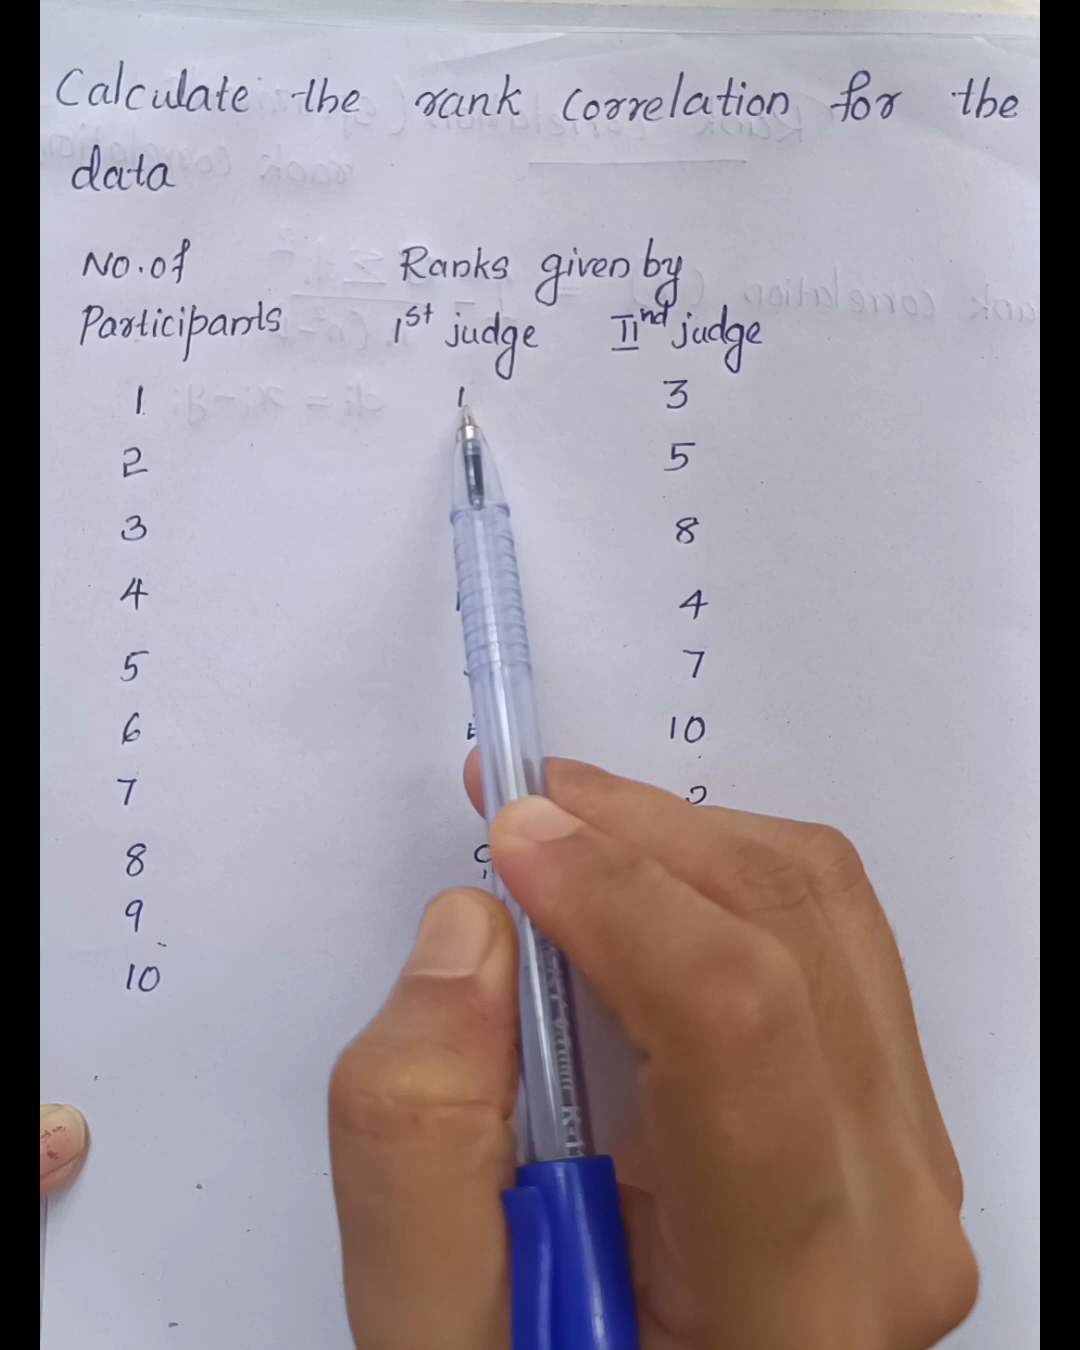 Calculate the rank correlation for the
data
No. of Ranks given by
Participants 1st judge IInd judge
1 1 3
2 5
3 8
4 4
5 7
6 10
7
8
9
10